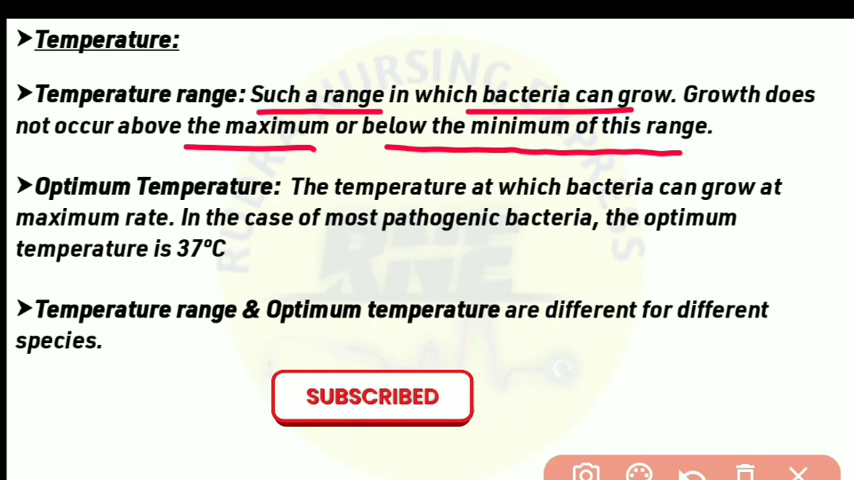 ➤Temperature:
➤Temperature range: Such a range in which bacteria can grow. Growth does
not occur above the maximum or below the minimum of this range.
➤Optimum Temperature: The temperature at which bacteria can grow at
maximum rate. In the case of most pathogenic bacteria, the optimum
temperature is 37ºC
➤Temperature range & Optimum temperature are different for different
species.
SUBSCRIBED